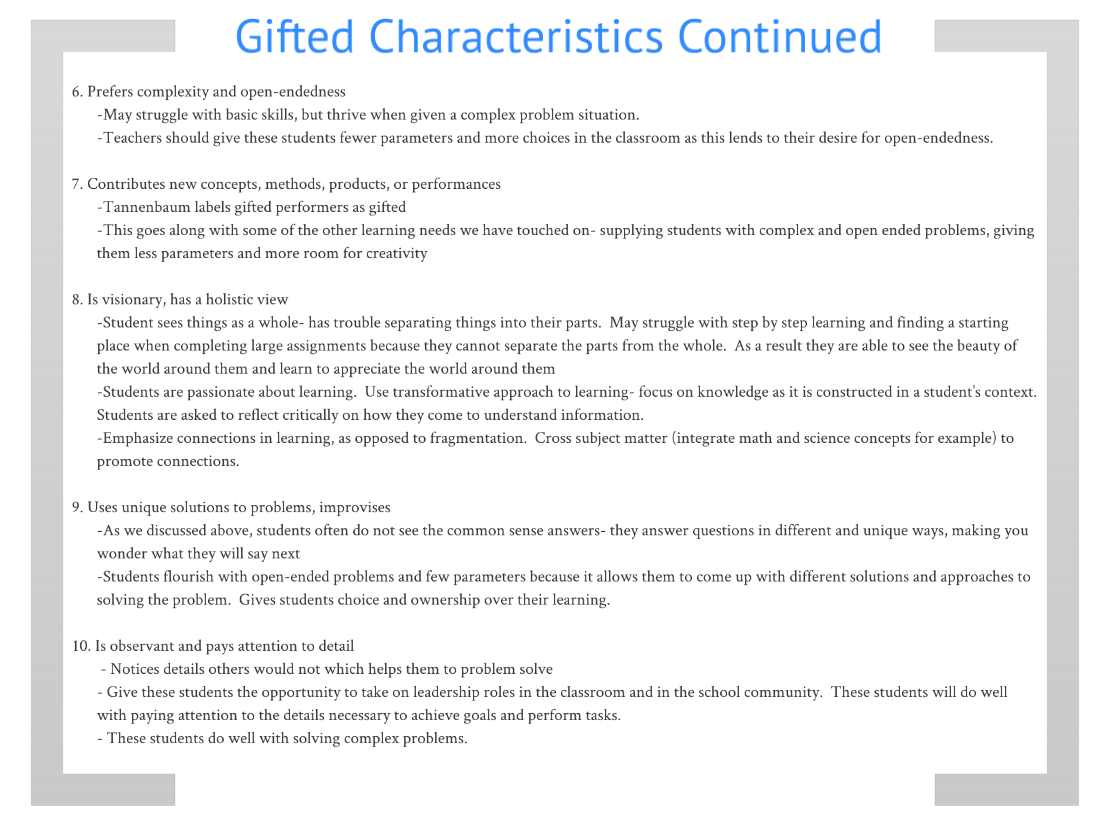 Gifted Characteristics Continued
6. Prefers complexity and open-endedness
-May struggle with basic skills, but thrive when given a complex problem situation.
-Teachers should give these students fewer parameters and more choices in the classroom as this lends to their desire for open-endedness.
7. Contributes new concepts, methods, products, or performances
-Tannenbaum labels gifted performers as gifted
-This goes along with some of the other learning needs we have touched on- supplying students with complex and open ended problems, giving
them less parameters and more room for creativity
8. Is visionary, has a holistic view
-Student sees things as a whole- has trouble separating things into their parts.  May struggle with step by step learning and finding a starting
place when completing large assignments because they cannot separate the parts from the whole.  As a result they are able to see the beauty of
the world around them and learn to appreciate the world around them
-Students are passionate about learning.  Use transformative approach to learning- focus on knowledge as it is constructed in a student's context.
Students are asked to reflect critically on how they come to understand information.
-Emphasize connections in learning, as opposed to fragmentation.  Cross subject matter (integrate math and science concepts for example) to
promote connections.
9. Uses unique solutions to problems, improvises
-As we discussed above, students often do not see the common sense answers- they answer questions in different and unique ways, making you
wonder what they will say next
-Students flourish with open-ended problems and few parameters because it allows them to come up with different solutions and approaches to
solving the problem.  Gives students choice and ownership over their learning.
10. Is observant and pays attention to detail
- Notices details others would not which helps them to problem solve
- Give these students the opportunity to take on leadership roles in the classroom and in the school community.  These students will do well
with paying attention to the details necessary to achieve goals and perform tasks.
- These students do well with solving complex problems.